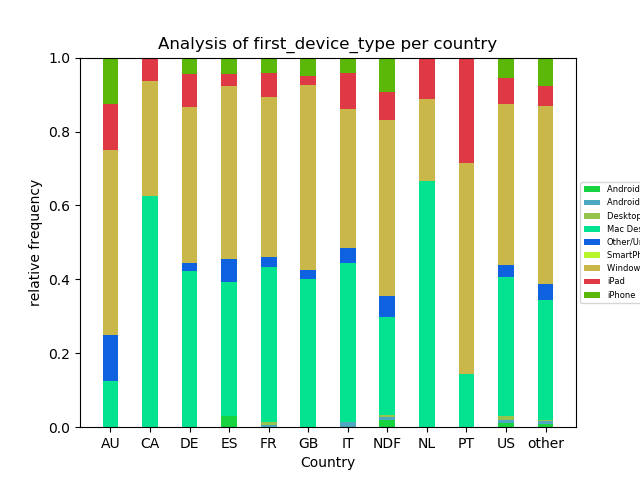 Analysis of first_device_type per country
1.0
0.8
0.6
0.4
0.2
0.0
relative frequency
AU CA DE ES FR GB IT NDF NL PT US other
Country
Android
Android
Desktop
Mac Des
Other/Un
SmartPh
Window
iPad
iPhone